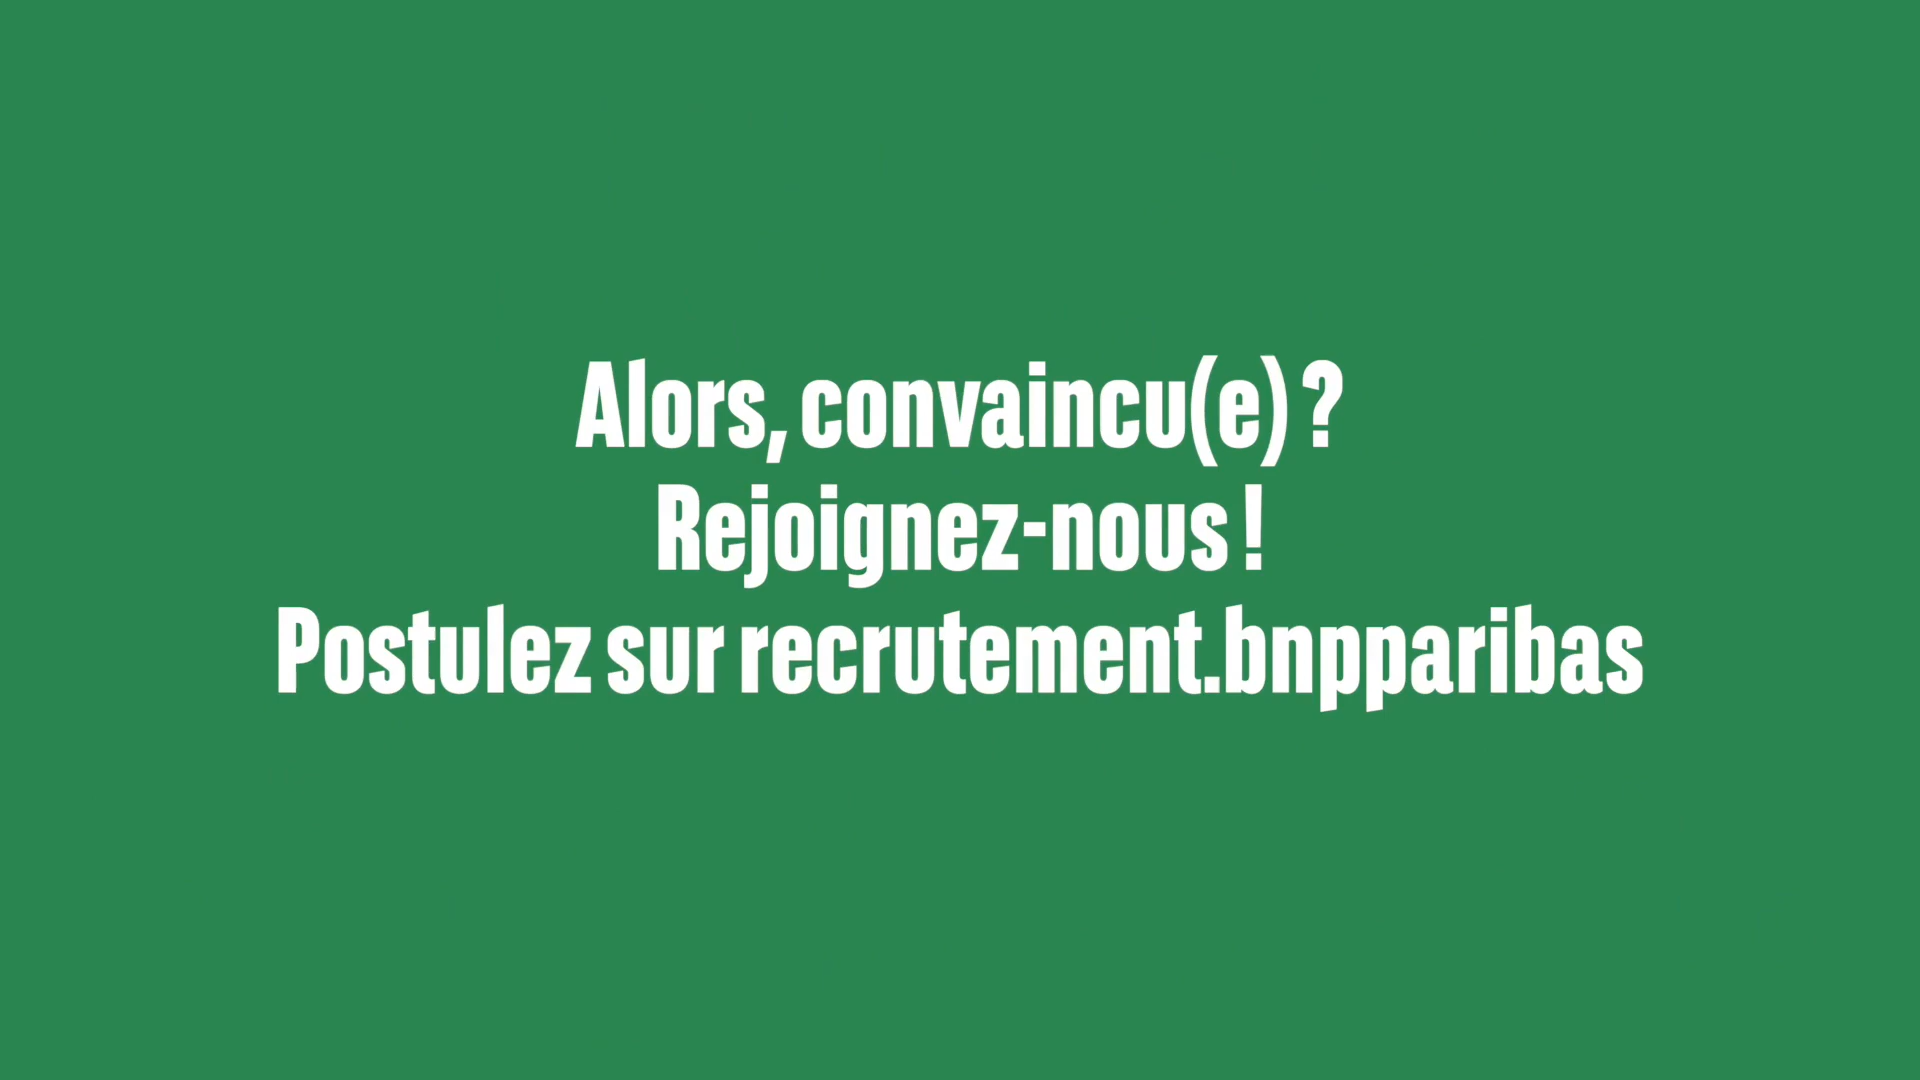 Alors, convaincu(e) ?
Rejoignez-nous !
Postulez sur recrutement.bnpparibas